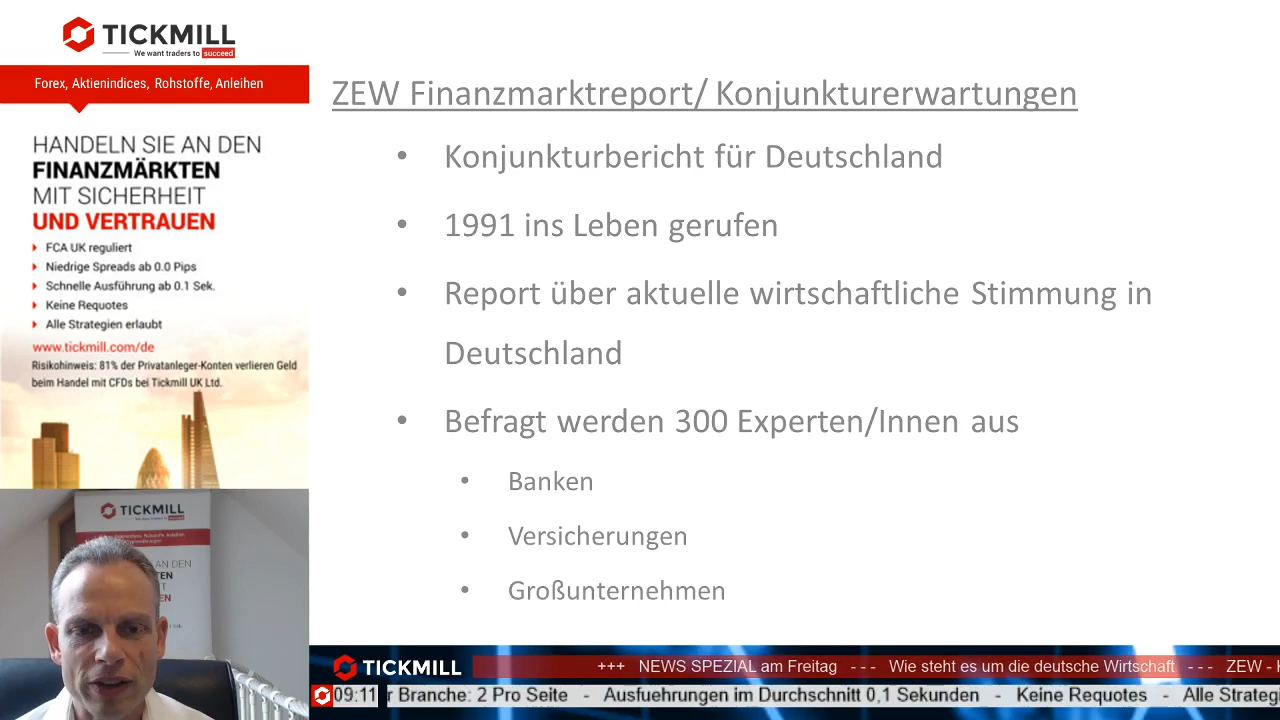 TICKMILL
We want traders to succeed
Forex, Aktienindices, Rohstoffe, Anleihen
HANDELN SIE AN DEN
FINANZMÄRKTEN
MIT SICHERHEIT
UND VERTRAUEN
FCA UK reguliert
Niedrige Spreads ab 0.0 Pips
Schnelle Ausführung ab 0.1 Sek.
Keine Requotes
Alle Strategien erlaubt
www.tickmill.com/de
Risikohinweis: 81% der Privatanleger-Konten verlieren Geld
beim Handel mit CFDs bei Tickmill UK Ltd.
ZEW Finanzmarktreport/ Konjunkturerwartungen
• Konjunkturbericht für Deutschland
• 1991 ins Leben gerufen
• Report über aktuelle wirtschaftliche Stimmung in
Deutschland
• Befragt werden 300 Experten/Innen aus
• Banken
• Versicherungen
• Großunternehmen
TICKMILL
AN DEN
TICKMILL +++ NEWS SPEZIAL am Freitag - - - Wie steht es um die deutsche Wirtschaft - - - ZEW -
09:11 r Branche: 2 Pro Seite - Ausfuehrungen im Durchschnitt 0,1 Sekunden - Keine Requotes - Alle Strateg